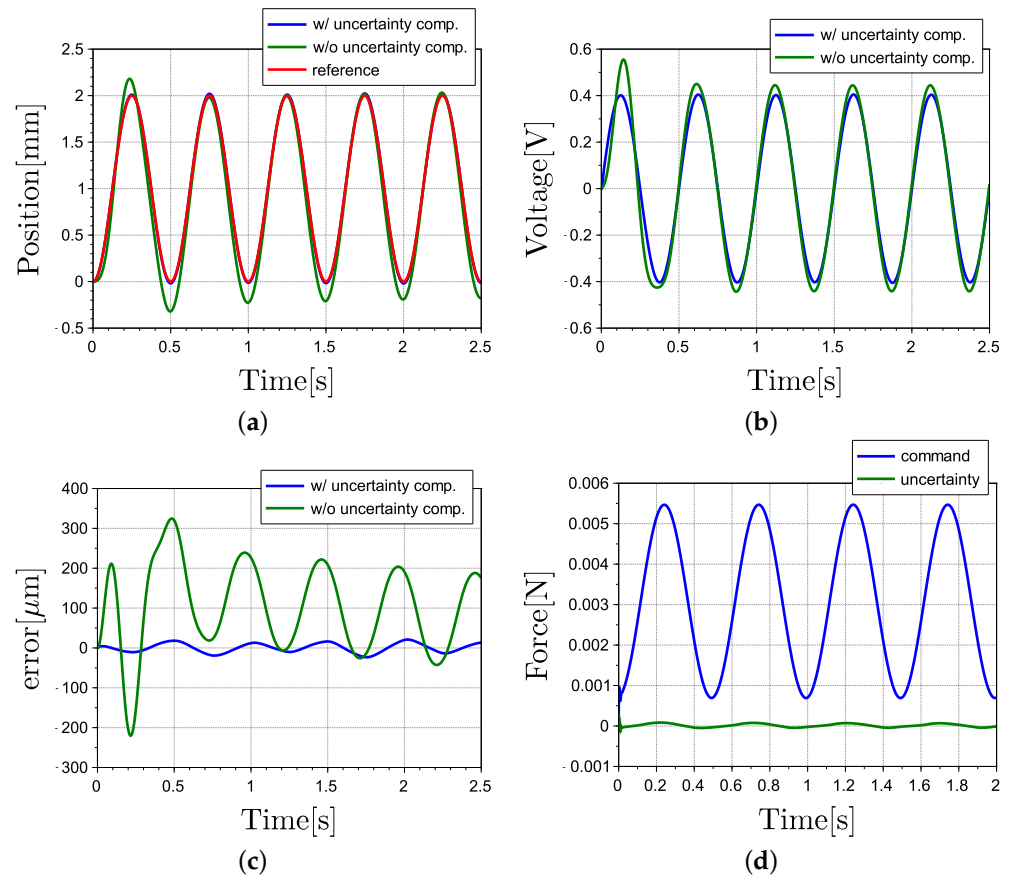 w/ uncertainty comp.
w/o uncertainty comp.
reference
2.5
2
1.5
1
0.5
0
- 0.5
Position[mm]
0 0.5 1 1.5 2 2.5
Time[s]
(a)
w/ uncertainty comp.
w/o uncertainty comp.
0.6
0.4
0.2
0
- 0.2
- 0.4
- 0.6
Voltage[V]
0 0.5 1 1.5 2 2.5
Time[s]
(b)
w/ uncertainty comp.
w/o uncertainty comp.
400
300
200
100
0
- 100
- 200
- 300
error[μm]
0 0.5 1 1.5 2 2.5
Time[s]
(c)
command
uncertainty
0.006
0.005
0.004
0.003
0.002
0.001
0
- 0.001
Force[N]
0 0.2 0.4 0.6 0.8 1 1.2 1.4 1.6 1.8 2
Time[s]
(d)